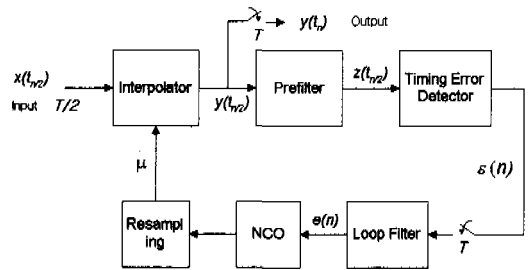 T
y(tn) Output
x(tn/2)
Input T/2
Interpolator
y(tn/2)
Prefilter
z(tn/2)
Timing Error
Detector
μ
ε(n)
Resampl
ing
NCO
e(n)
Loop Filter
T